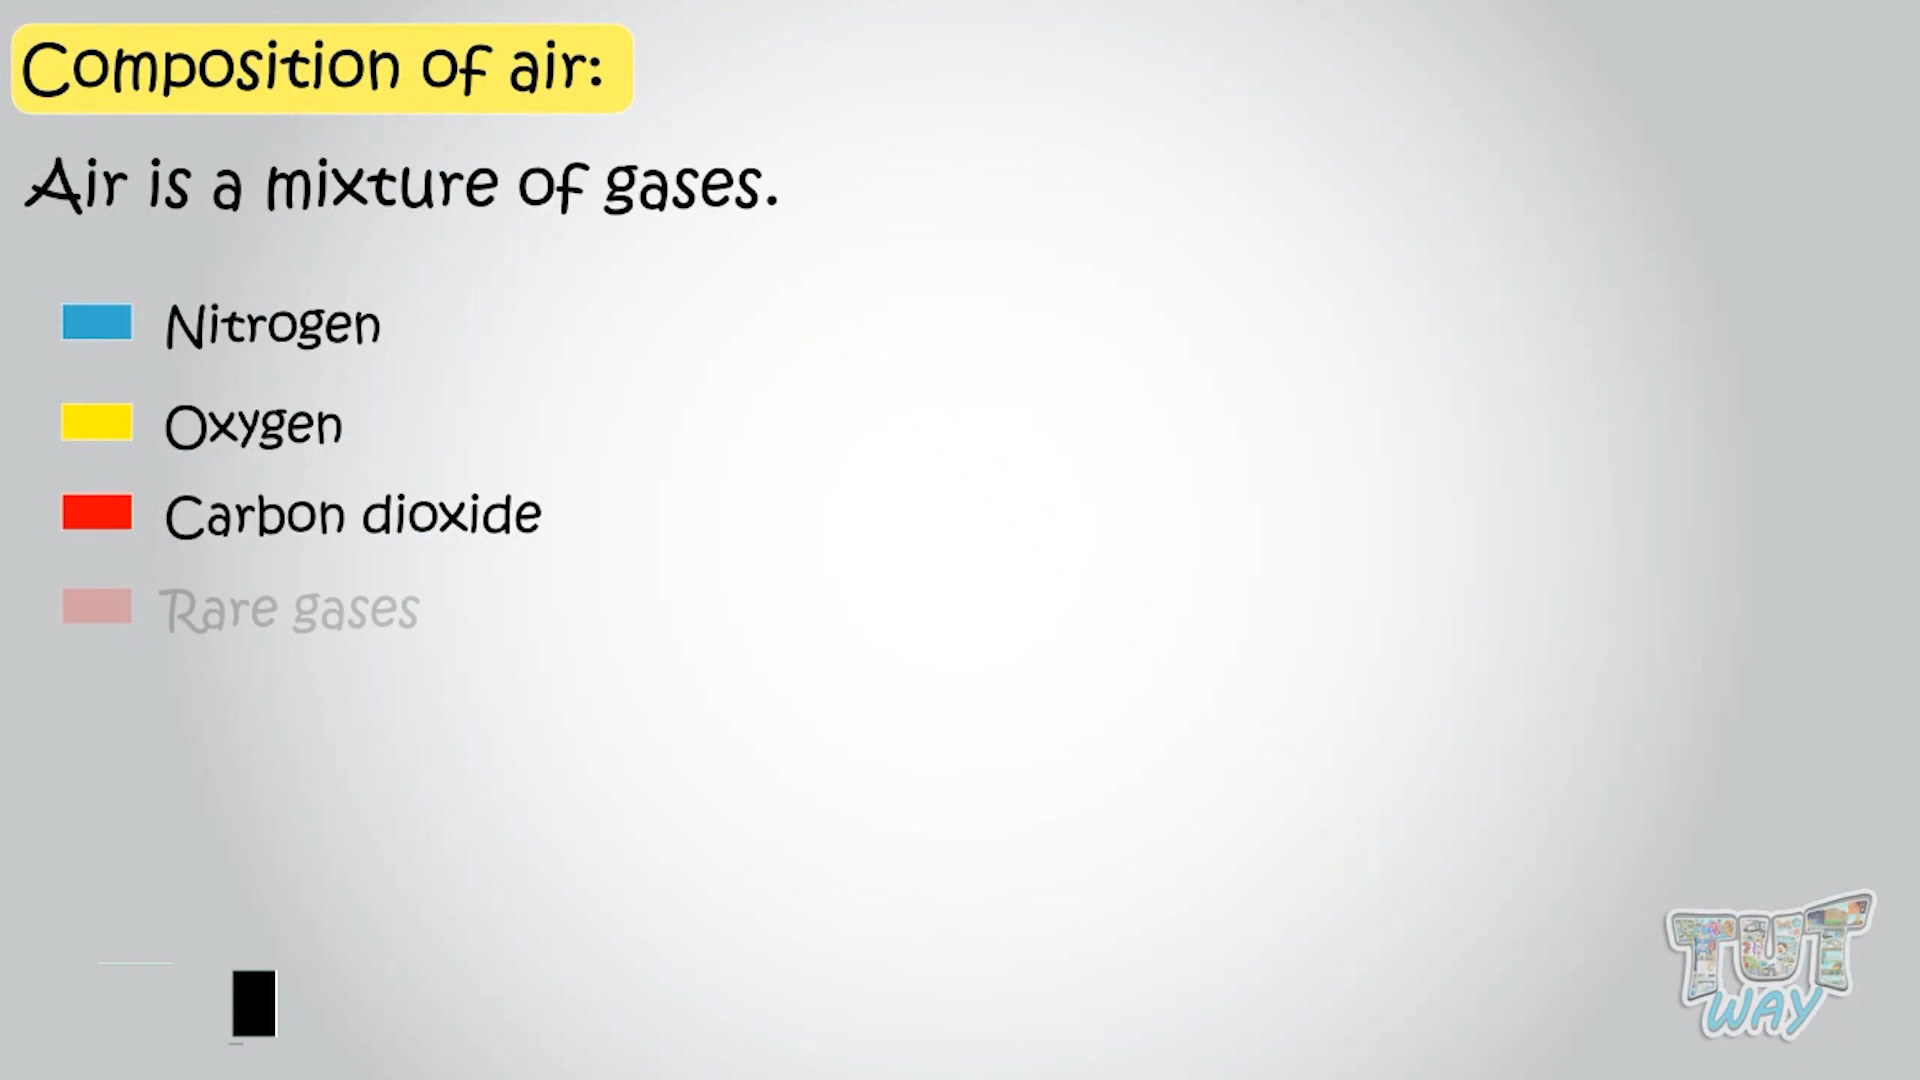 Composition of air:
Air is a mixture of gases.
Nitrogen
Oxygen
Carbon dioxide
Rare gases
TUT
WAY